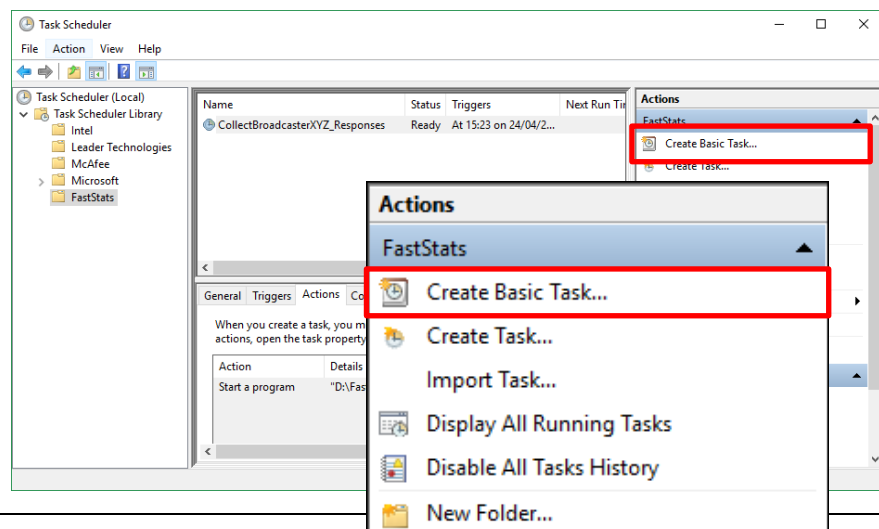 Task Scheduler
File Action View Help
Task Scheduler (Local)
Task Scheduler Library
Intel
Leader Technologies
McAfee
Microsoft
FastStats
Name Status Triggers Next Run Tir
CollectBroadcasterXYZ_Responses Ready At 15:23 on 24/04/2...
General Triggers Actions Co
When you create a task, you m
actions, open the task property
Action Details
Start a program "D:\Fas
Actions
FastStats
Create Basic Task...
Create Task...
Actions
FastStats
Create Basic Task...
Create Task...
Import Task...
Display All Running Tasks
Disable All Tasks History
New Folder...